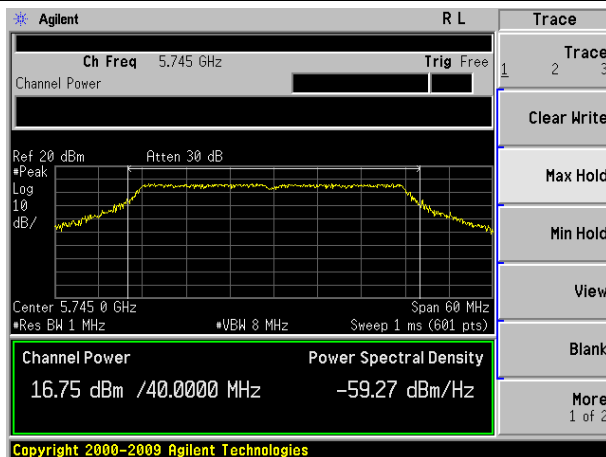 Agilent R L Trace
Ch Freq 5.745 GHz Trig Free
Channel Power
Trace
1 2 3
Clear Write
Max Hold
Min Hold
View
Blank
More
1 of 2
Ref 20 dBm Atten 30 dB
#Peak
Log
10
dB/
Center 5.745 0 GHz Span 60 MHz
#Res BW 1 MHz #VBW 8 MHz Sweep 1 ms (601 pts)
Channel Power Power Spectral Density
16.75 dBm /40.0000 MHz -59.27 dBm/Hz
Copyright 2000-2009 Agilent Technologies